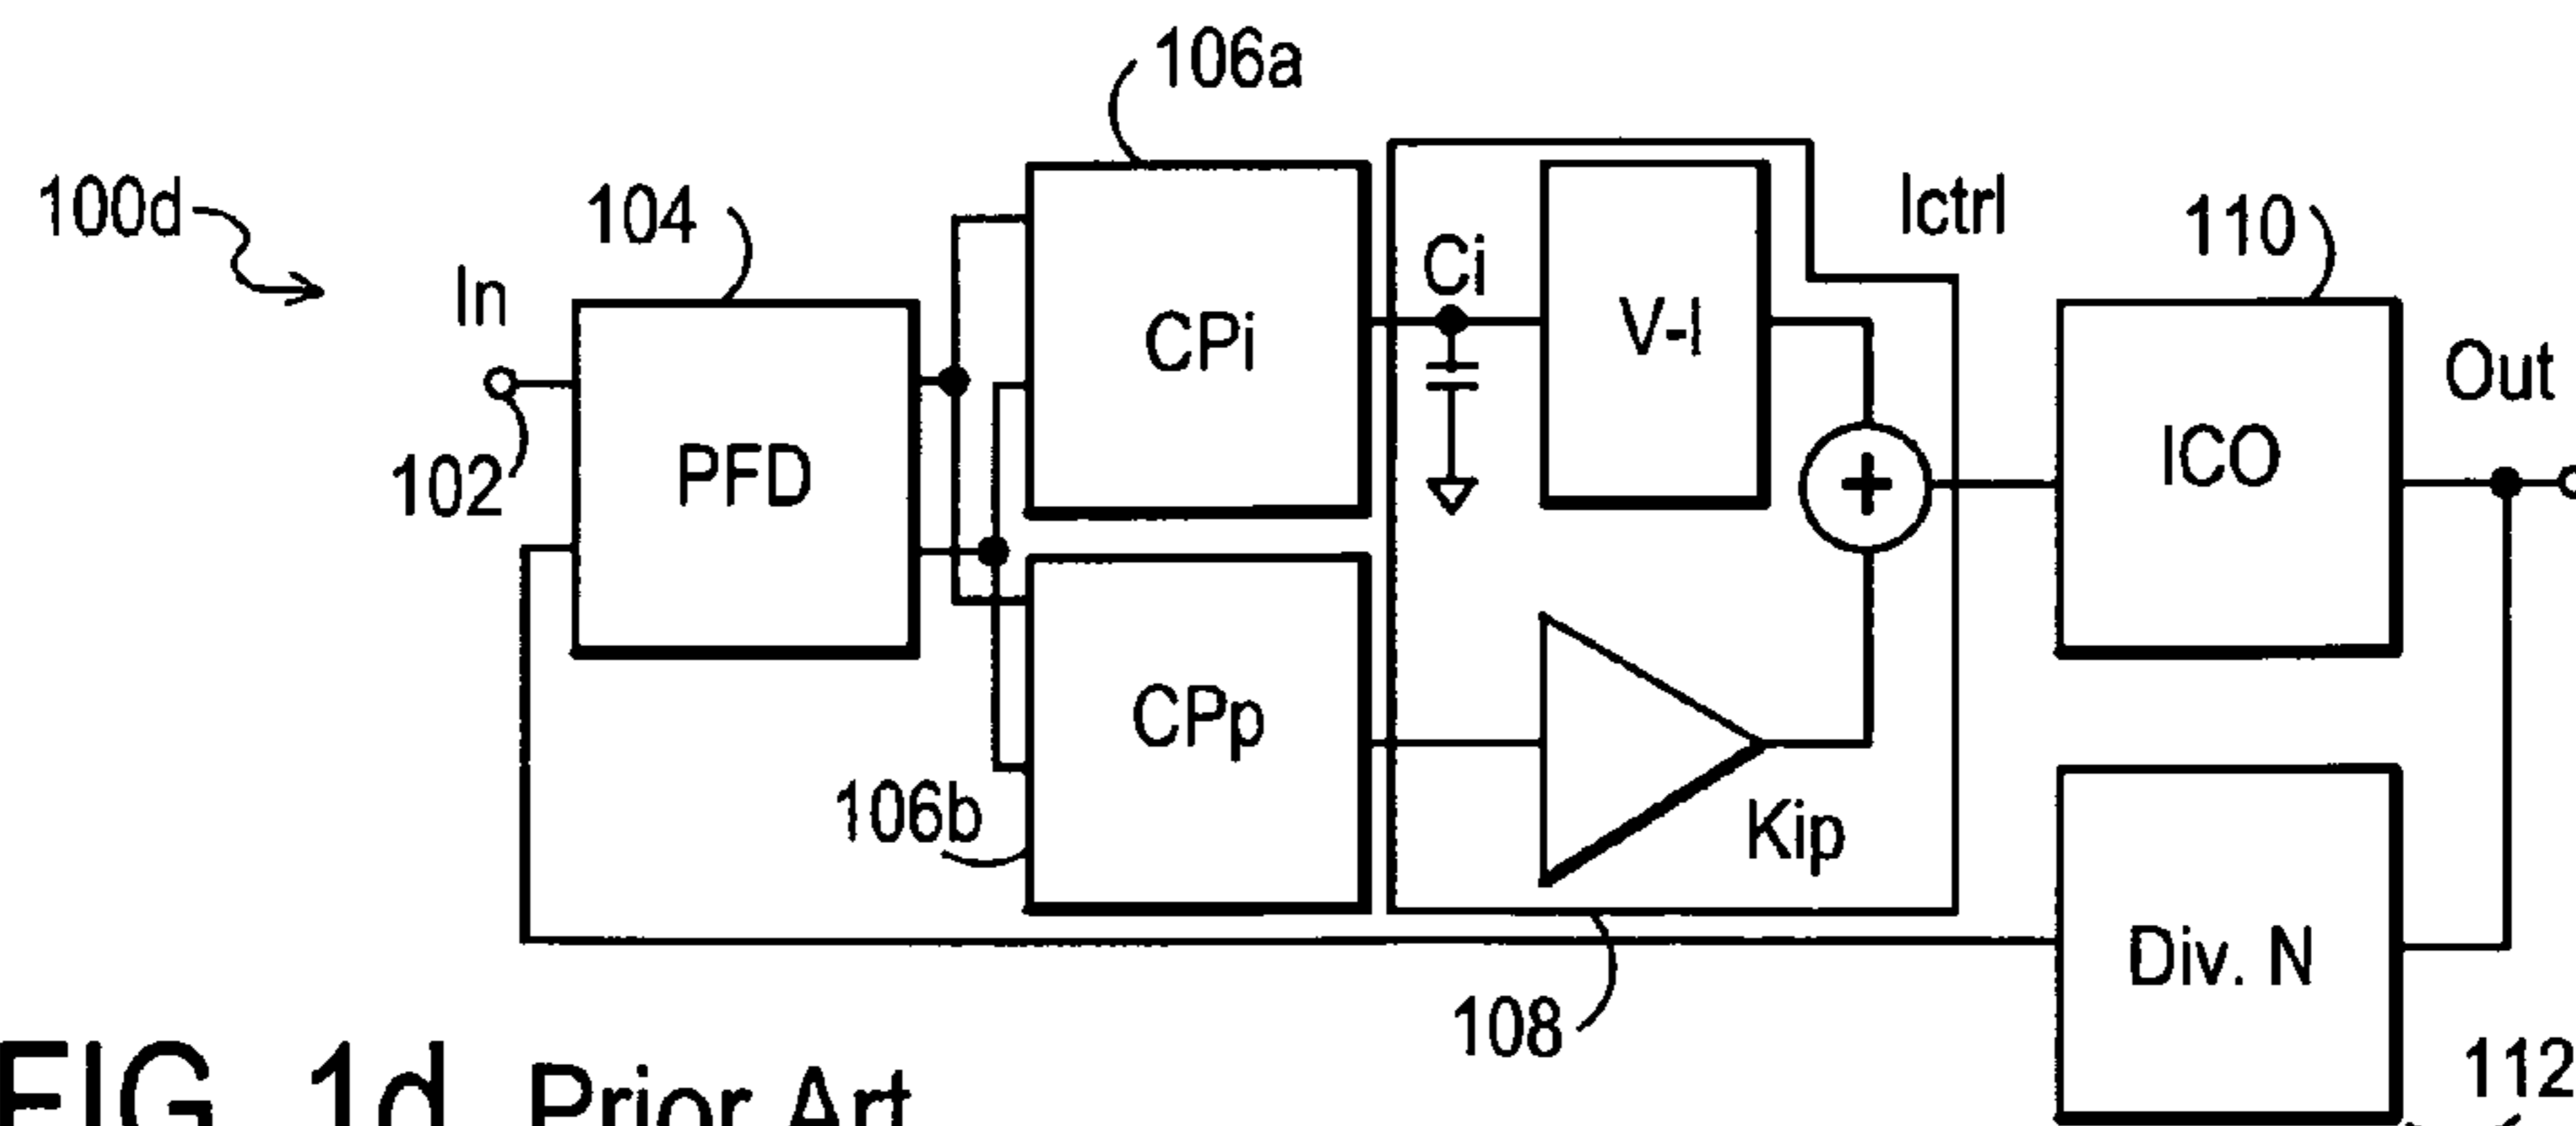 106a
100d
104
Ictrl
110
In
Ci
CPi
V-I
Out
102
PFD
+
ICO
CPp
106b
Kip
Div. N
108
112
FIG. 1d Prior Art